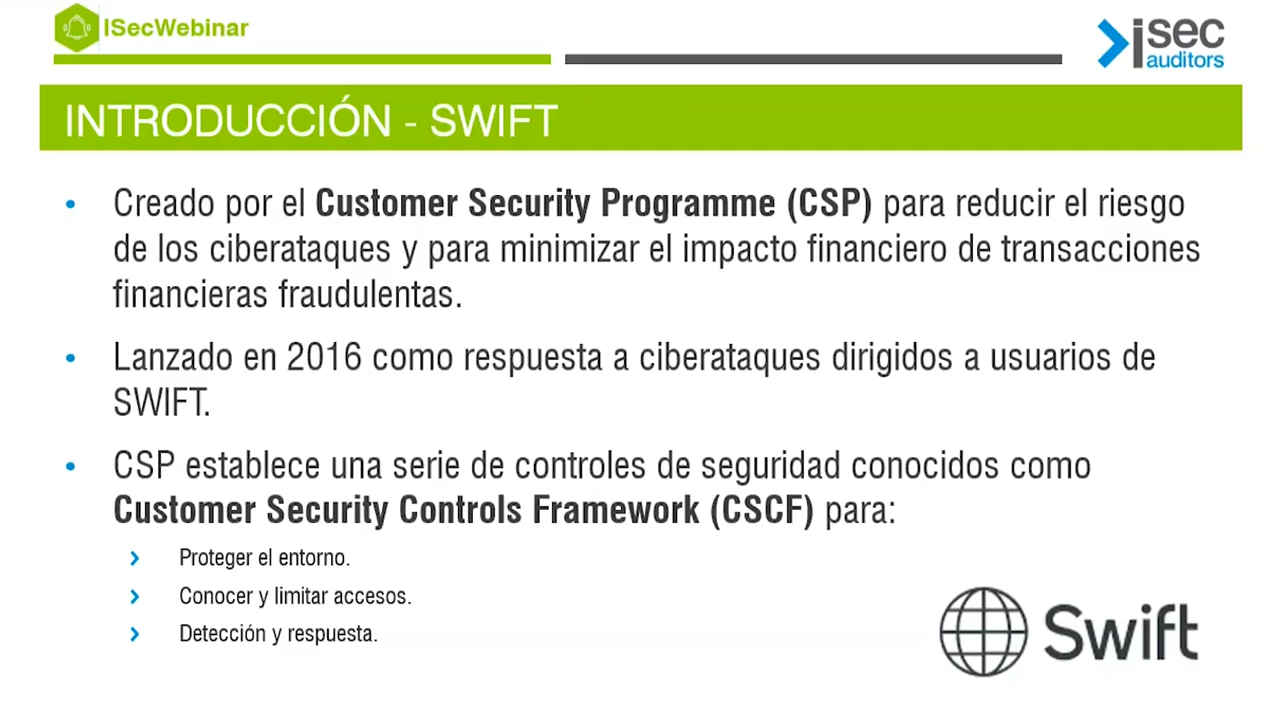 ISecWebinar
isec
auditors
INTRODUCCIÓN - SWIFT
• Creado por el Customer Security Programme (CSP) para reducir el riesgo
de los ciberataques y para minimizar el impacto financiero de transacciones
financieras fraudulentas.
• Lanzado en 2016 como respuesta a ciberataques dirigidos a usuarios de
SWIFT.
• CSP establece una serie de controles de seguridad conocidos como
Customer Security Controls Framework (CSCF) para:
› Proteger el entorno.
› Conocer y limitar accesos.
› Detección y respuesta.
Swift